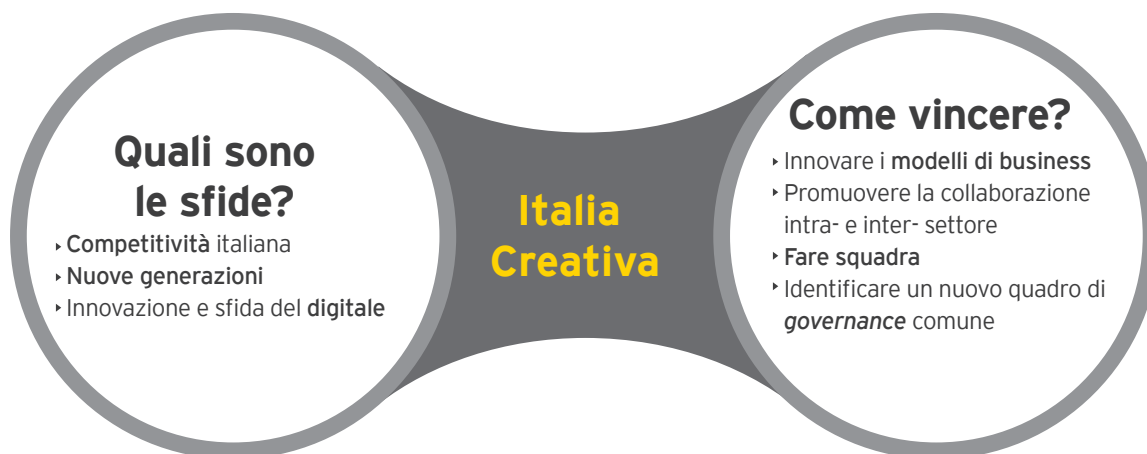 Quali sono
le sfide?
‣ Competitività italiana
‣ Nuove generazioni
‣ Innovazione e sfida del digitale
Italia
Creativa
Come vincere?
‣ Innovare i modelli di business
‣ Promuovere la collaborazione
intra- e inter- settore
‣ Fare squadra
‣ Identificare un nuovo quadro di
governance comune